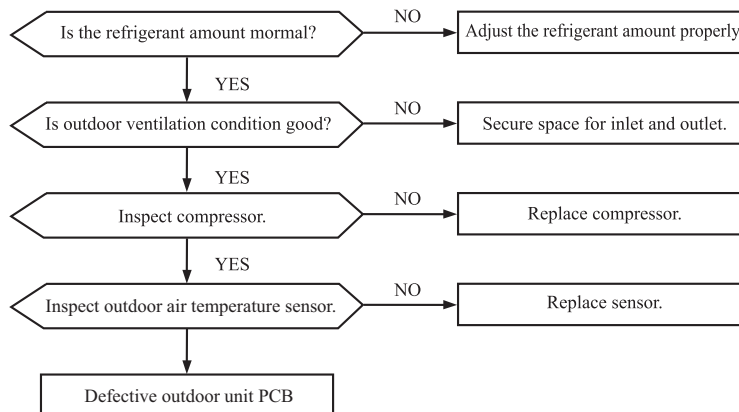 Is the refrigerant amount mormal?
NO
Adjust the refrigerant amount properly
YES
Is outdoor ventilation condition good?
NO
Secure space for inlet and outlet.
YES
Inspect compressor.
NO
Replace compressor.
YES
Inspect outdoor air temperature sensor.
NO
Replace sensor.
Defective outdoor unit PCB